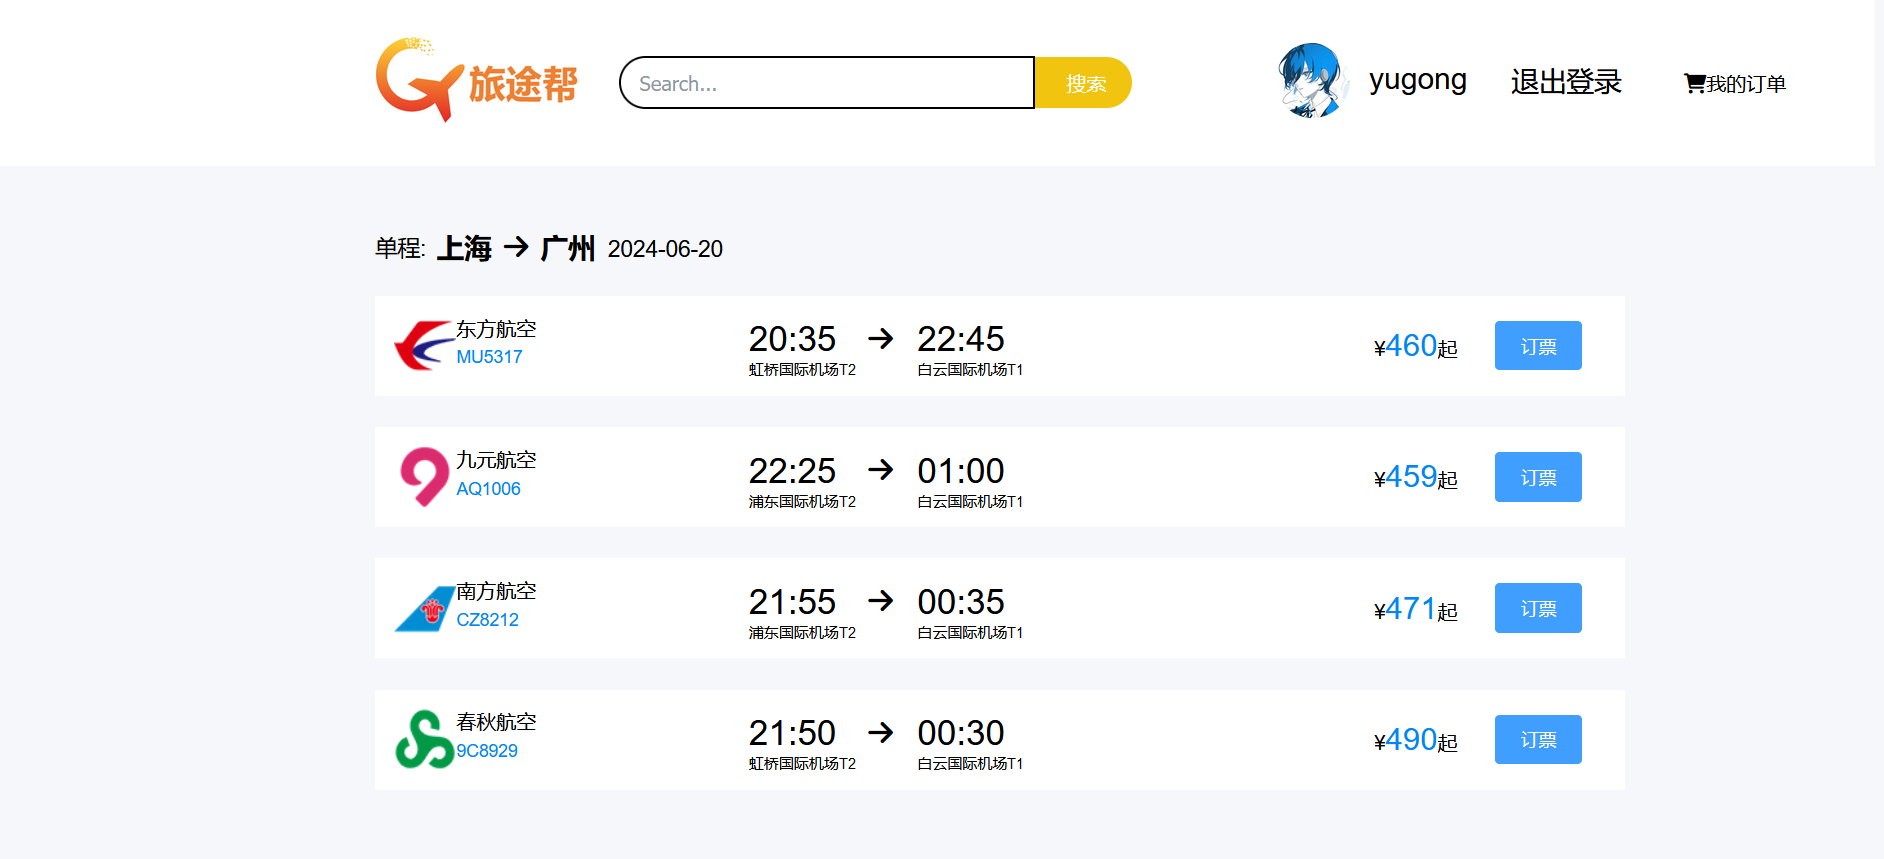 旅途帮 Search... 搜索 yugong 退出登录 我的订单
单程: 上海 → 广州 2024-06-20
东方航空
MU5317
20:35 → 22:45
虹桥国际机场T2 白云国际机场T1
¥460起 订票
九元航空
AQ1006
22:25 → 01:00
浦东国际机场T2 白云国际机场T1
¥459起 订票
南方航空
CZ8212
21:55 → 00:35
浦东国际机场T2 白云国际机场T1
¥471起 订票
春秋航空
9C8929
21:50 → 00:30
虹桥国际机场T2 白云国际机场T1
¥490起 订票